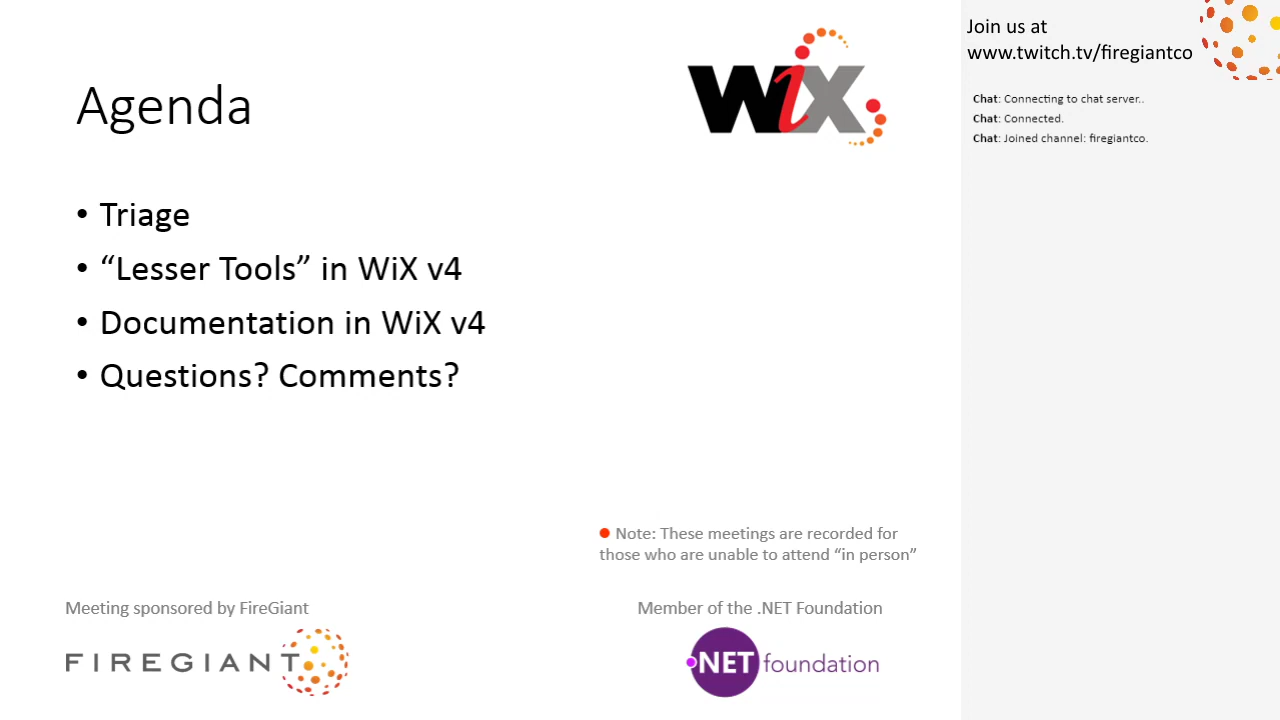 Agenda
WiX
• Triage
• “Lesser Tools” in WiX v4
• Documentation in WiX v4
• Questions? Comments?
Note: These meetings are recorded for
those who are unable to attend “in person”
Meeting sponsored by FireGiant
FIREGIANT
Member of the .NET Foundation
.NET foundation
Join us at
www.twitch.tv/firegiantco
Chat: Connecting to chat server..
Chat: Connected.
Chat: Joined channel: firegiantco.